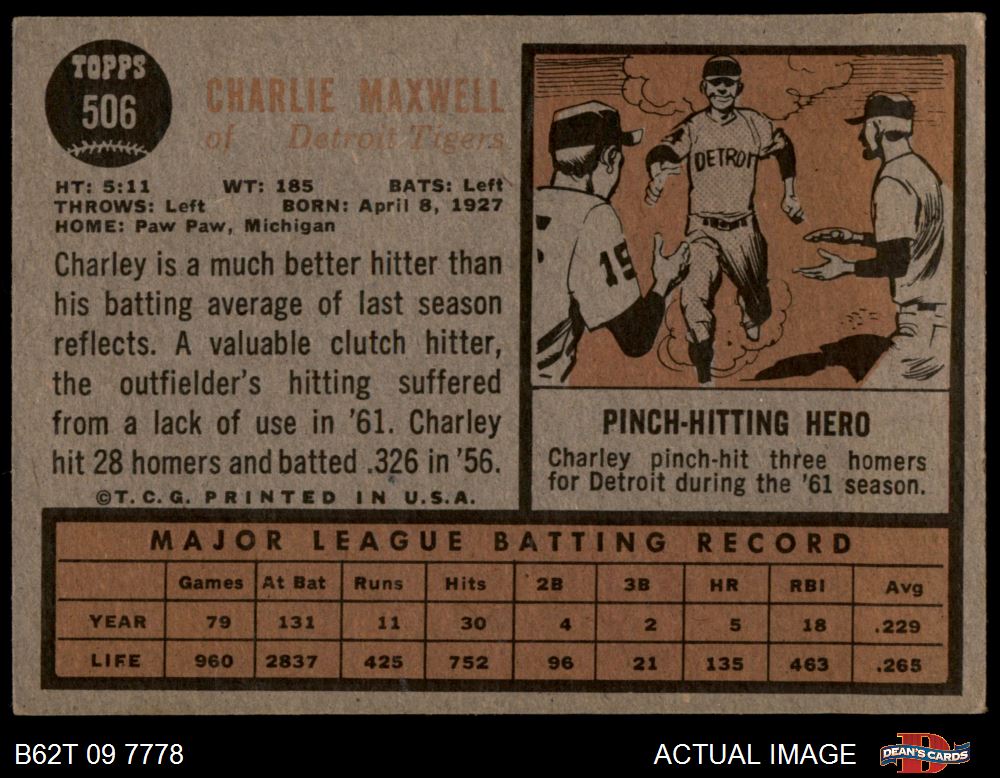 TOPPS
506
CHARLIE MAXWELL
of Detroit Tigers
HT: 5:11 WT: 185 BATS: Left
THROWS: Left BORN: April 8, 1927
HOME: Paw Paw, Michigan
Charley is a much better hitter than
his batting average of last season
reflects. A valuable clutch hitter,
the outfielder's hitting suffered
from a lack of use in '61. Charley
hit 28 homers and batted .326 in '56.
©T.C.G. PRINTED IN U.S.A.
DETROIT
15
PINCH-HITTING HERO
Charley pinch-hit three homers
for Detroit during the '61 season.
MAJOR LEAGUE BATTING RECORD
Games At Bat Runs Hits 2B 3B HR RBI Avg
YEAR 79 131 11 30 4 2 5 18 .229
LIFE 960 2837 425 752 96 21 135 463 .265
B62T 09 7778
ACTUAL IMAGE
DEAN'S CARDS